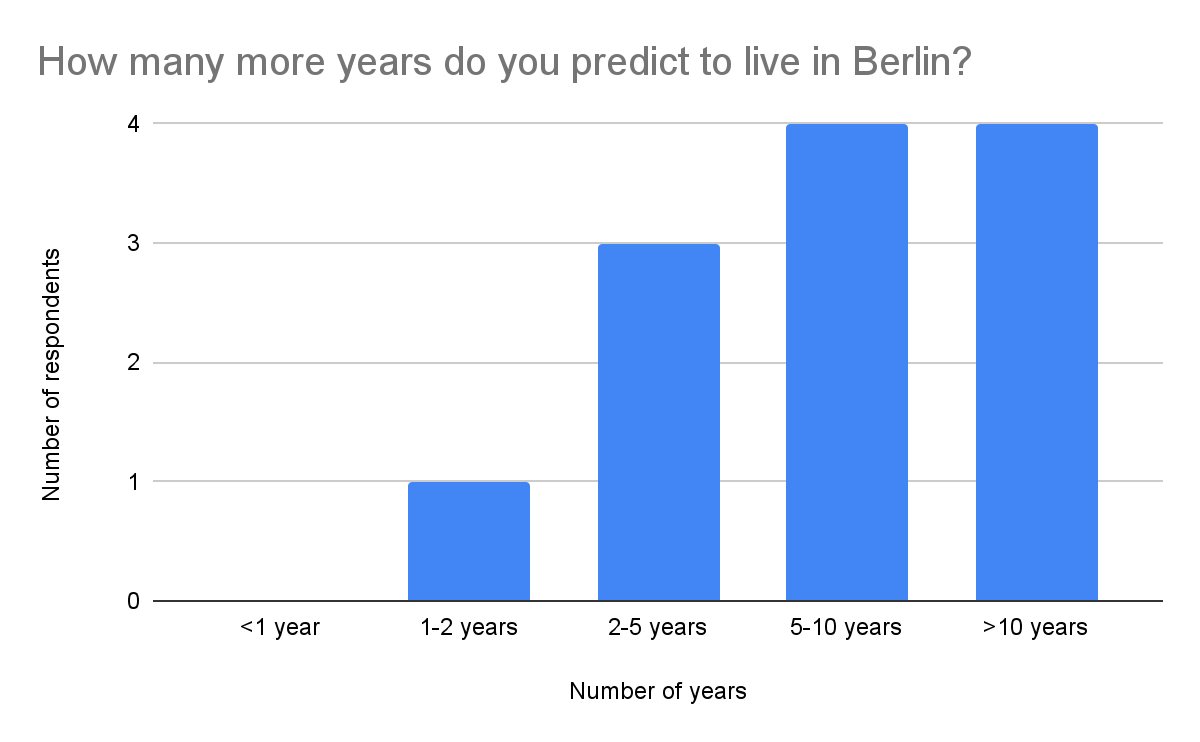 How many more years do you predict to live in Berlin?
4
3
2
1
0
Number of respondents
<1 year
1-2 years
2-5 years
5-10 years
>10 years
Number of years